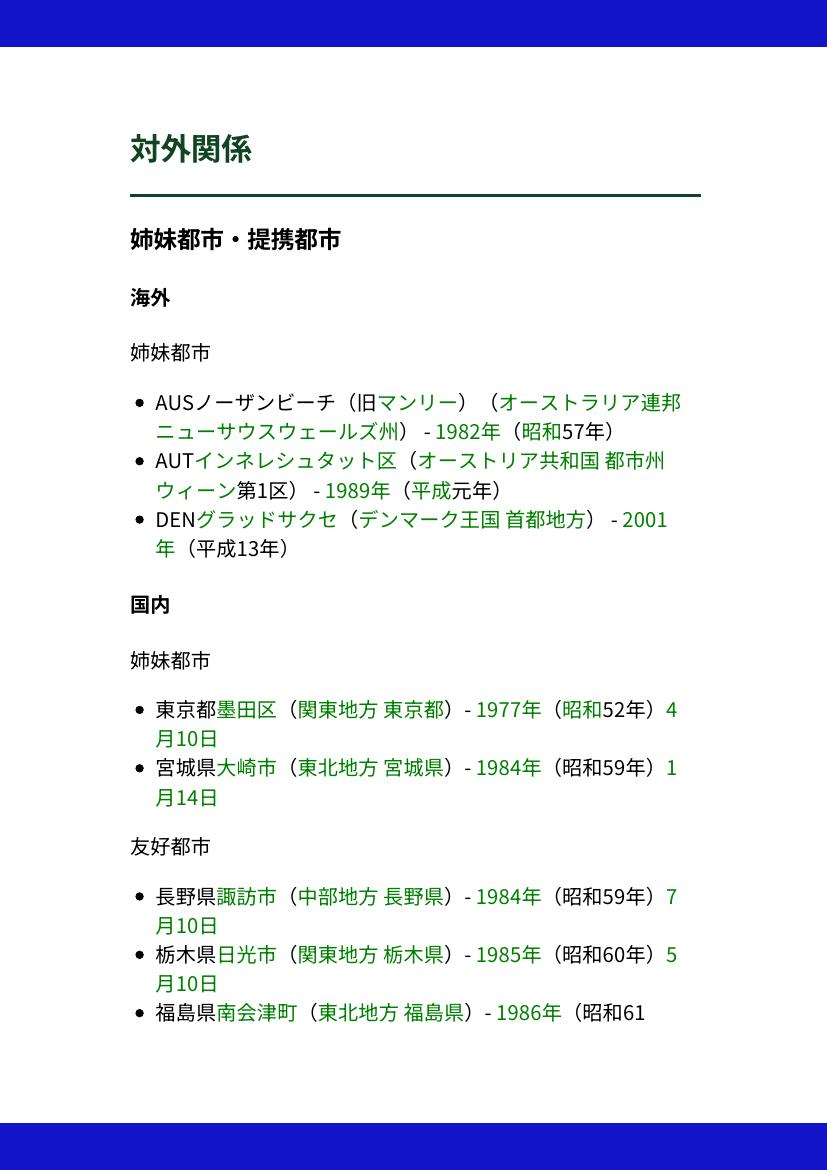 対外関係
姉妹都市・提携都市
海外
姉妹都市
AUSノーザンビーチ（旧マンリー）（オーストラリア連邦
ニューサウスウェールズ州） - 1982年（昭和57年）
AUTインネレシュタット区（オーストリア共和国 都市州
ウィーン第1区） - 1989年（平成元年）
DENグラッドサクセ（デンマーク王国 首都地方） - 2001
年（平成13年）
国内
姉妹都市
東京都墨田区（関東地方 東京都）- 1977年（昭和52年）4
月10日
宮城県大崎市（東北地方 宮城県）- 1984年（昭和59年）1
月14日
友好都市
長野県諏訪市（中部地方 長野県）- 1984年（昭和59年）7
月10日
栃木県日光市（関東地方 栃木県）- 1985年（昭和60年）5
月10日
福島県南会津町（東北地方 福島県）- 1986年（昭和61